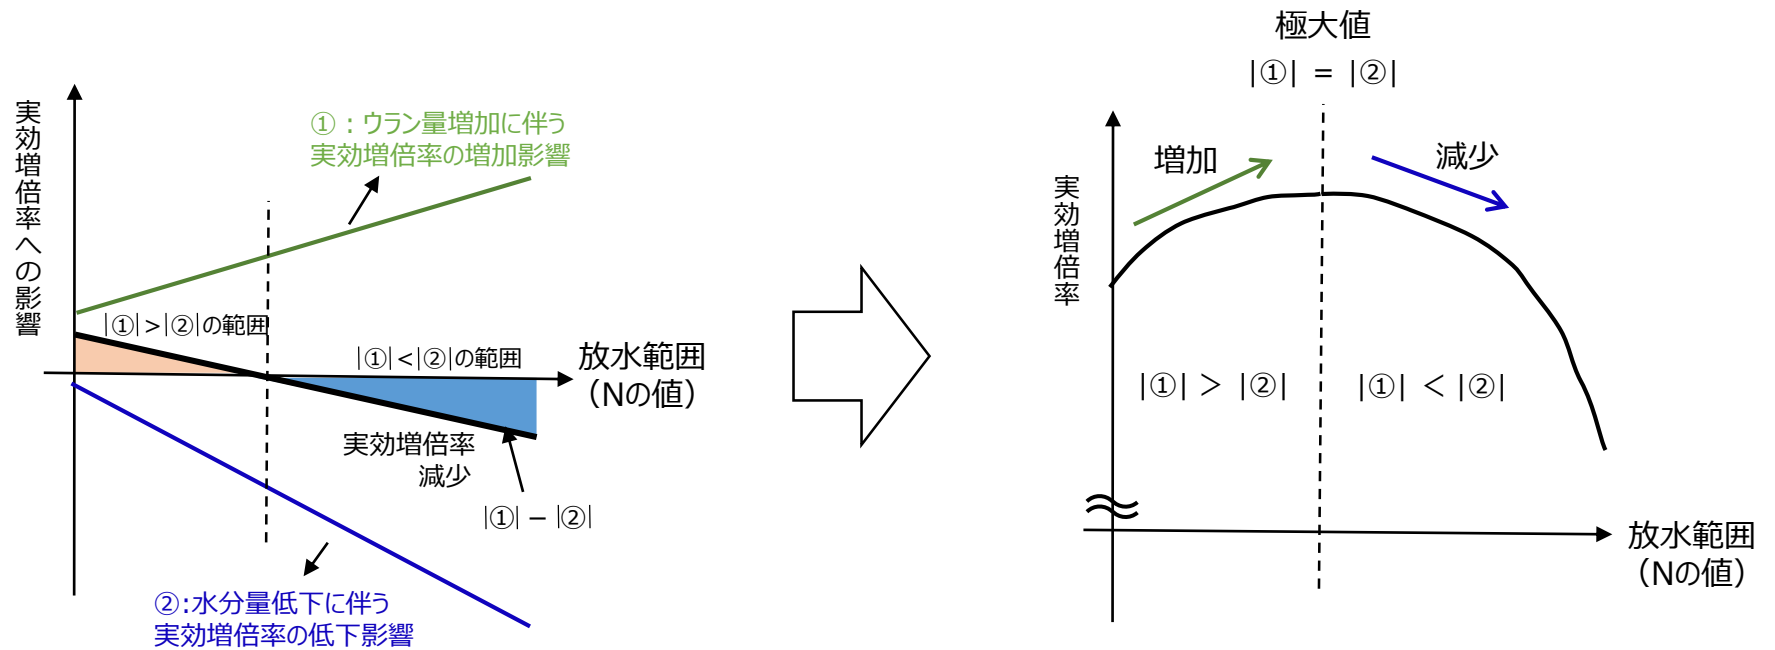 実効増倍率への影響
①：ウラン量増加に伴う
実効増倍率の増加影響
|①|>|②|の範囲
|①|<|②|の範囲
放水範囲
（Nの値）
実効増倍率
減少
|①| − |②|
②:水分量低下に伴う
実効増倍率の低下影響
極大値
|①| = |②|
実効増倍率
増加
減少
|①| > |②|
|①| < |②|
放水範囲
（Nの値）